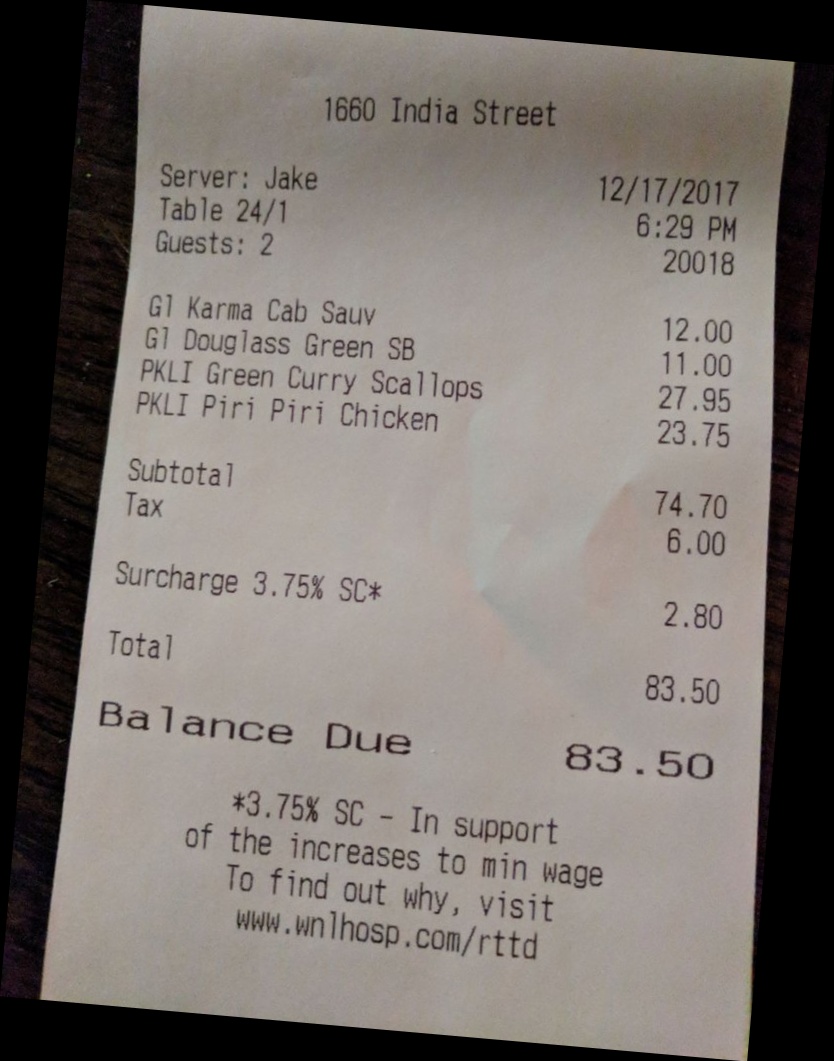 1660 India Street
Server: Jake 12/17/2017
Table 24/1 6:29 PM
Guests: 2 20018
Gl Karma Cab Sauv 12.00
Gl Douglass Green SB 11.00
PKLI Green Curry Scallops 27.95
PKLI Piri Piri Chicken 23.75
Subtotal 74.70
Tax 6.00
Surcharge 3.75% SC* 2.80
Total 83.50
Balance Due 83.50
*3.75% SC - In support
of the increases to min wage
To find out why, visit
www.wnlhosp.com/rttd